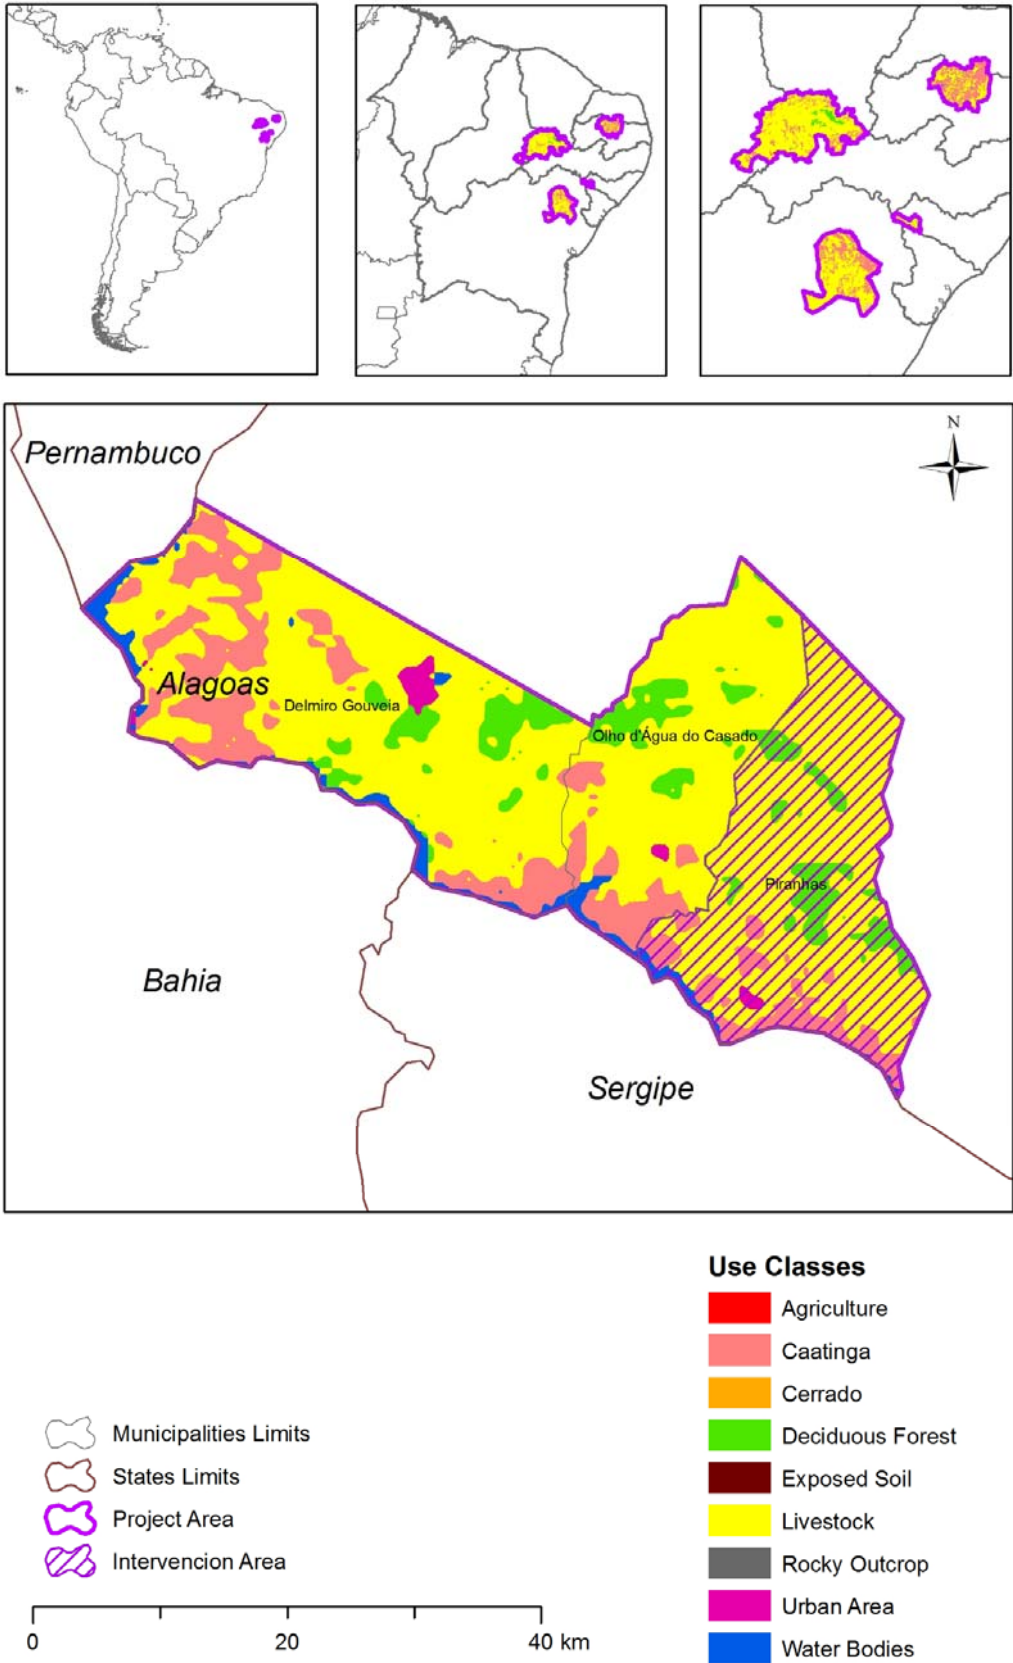 Pernambuco
N
Alagoas
Delmiro Gouveia
Olho d'Água do Casado
Piranhas
Bahia
Sergipe
Use Classes
Agriculture
Caatinga
Cerrado
Deciduous Forest
Exposed Soil
Livestock
Rocky Outcrop
Urban Area
Water Bodies
Municipalities Limits
States Limits
Project Area
Intervencion Area
0 20 40 km